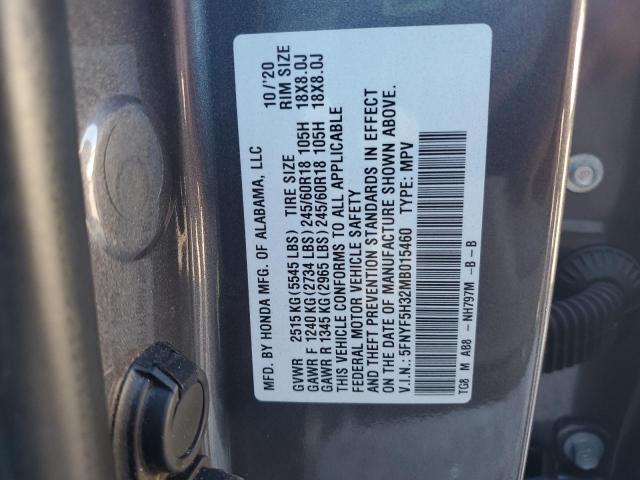 MFD. BY HONDA MFG. OF ALABAMA, LLC 10/'20
GVWR 2515 KG(5545 LBS) TIRE SIZE RIM SIZE
GAWR F 1240 KG(2734 LBS) 245/60R18 105H 18X8.0J
GAWR R 1345 KG(2965 LBS) 245/60R18 105H 18X8.0J
THIS VEHICLE CONFORMS TO ALL APPLICABLE
FEDERAL MOTOR VEHICLE SAFETY
AND THEFT PREVENTION STANDARDS IN EFFECT
ON THE DATE OF MANUFACTURE SHOWN ABOVE.
V.I.N.: 5FNYF5H32MB015460 TYPE: MPV
TG8 M AB8 -NH797M -B -B